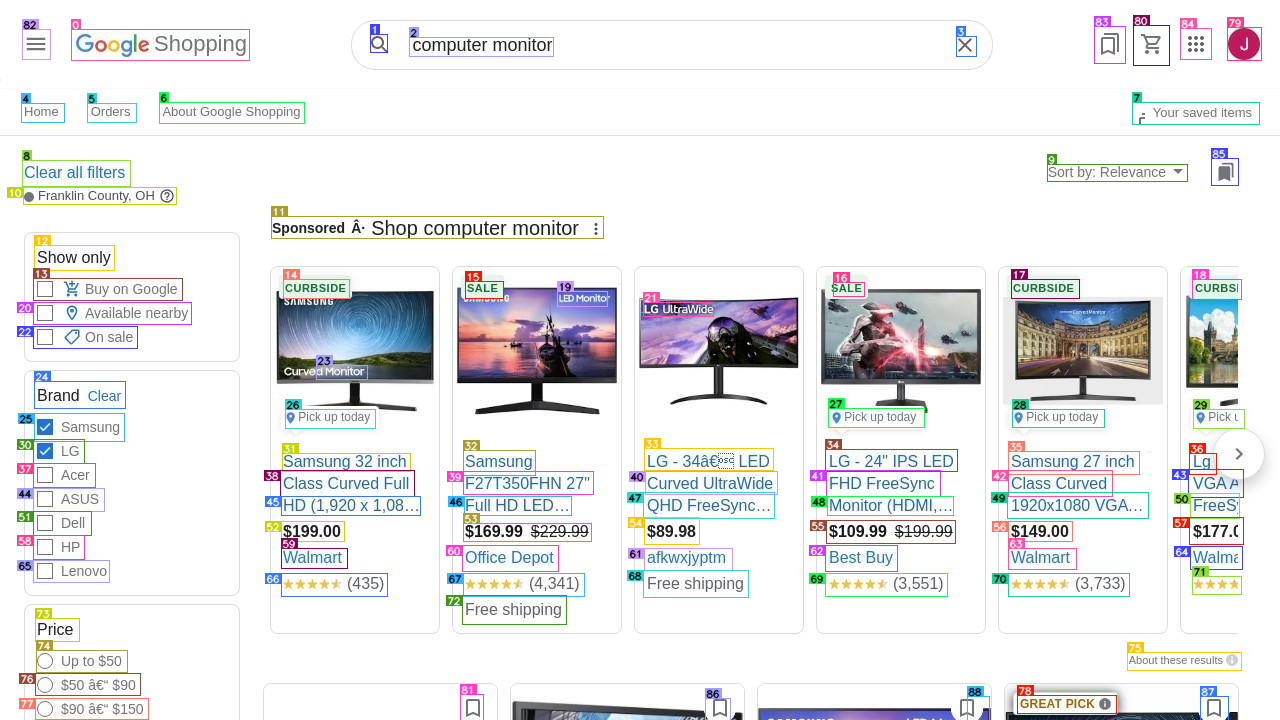 Google Shopping
computer monitor
Home
Orders
About Google Shopping
Your saved items
Clear all filters
Franklin County, OH
Sort by: Relevance
Sponsored Â· Shop computer monitor
Show only
Buy on Google
Available nearby
On sale
Brand Clear
Samsung
LG
Acer
ASUS
Dell
HP
Lenovo
Price
Up to $50
$50 â€“ $90
$90 â€“ $150
CURBSIDE
SAMSUNG
Curved Monitor
Pick up today
Samsung 32 inch
Class Curved Full
HD (1,920 x 1,08…
$199.00
Walmart
(435)
SALE
SAMSUNG
LED Monitor
Samsung
F27T350FHN 27"
Full HD LED…
$169.99 $229.99
Office Depot
(4,341)
Free shipping
LG UltraWide
LG - 34â€ LED
Curved UltraWide
QHD FreeSync…
$89.98
afkwxjyptm
Free shipping
SALE
Pick up today
LG - 24" IPS LED
FHD FreeSync
Monitor (HDMI,…
$109.99 $199.99
Best Buy
(3,551)
CURBSIDE
Curved Monitor
Pick up today
Samsung 27 inch
Class Curved
1920x1080 VGA…
$149.00
Walmart
(3,733)
CURBSI
Pick u
Lg
VGA A
FreeSy
$177.0
Walma
About these results
GREAT PICK
0
1
2
3
4
5
6
7
8
9
10
11
12
13
14
15
16
17
18
19
20
21
22
23
24
25
26
27
28
29
30
31
32
33
34
35
36
37
38
39
40
41
42
43
44
45
46
47
48
49
50
51
52
53
54
55
56
57
58
59
60
61
62
63
64
65
66
67
68
69
70
71
72
73
74
75
76
77
78
79
80
81
82
83
84
85
86
87
88
J